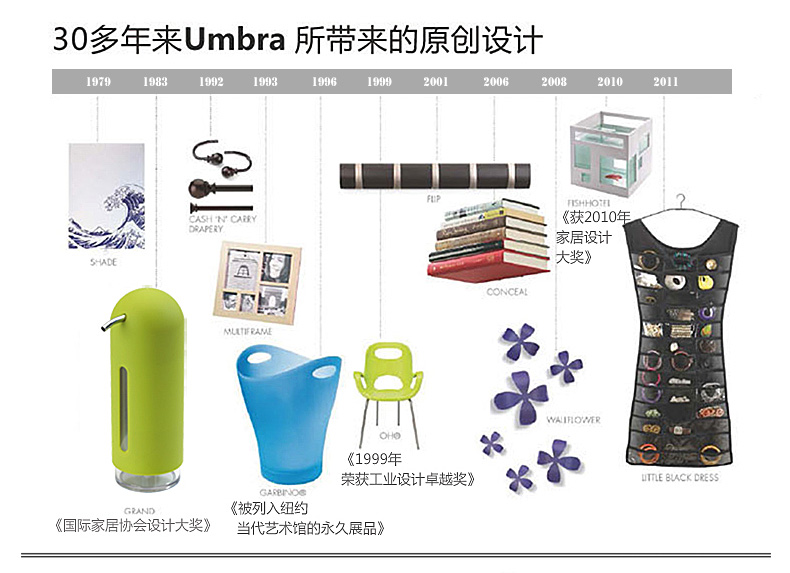 30多年来Umbra 所带来的原创设计
1979 1983 1992 1993 1996 1999 2001 2006 2008 2010 2011
CASH 'N' CARRY
DRAPERY
FLIP
FISHHOTEL
《获2010年
家居设计
大奖》
SHADE
CONCEAL
MULTIFRAME
WALLFLOWER
OH®
《1999年
荣获工业设计卓越奖》
LITTLE BLACK DRESS
GARBINO®
《被列入纽约
当代艺术馆的永久展品》
GRAND
《国际家居协会设计大奖》